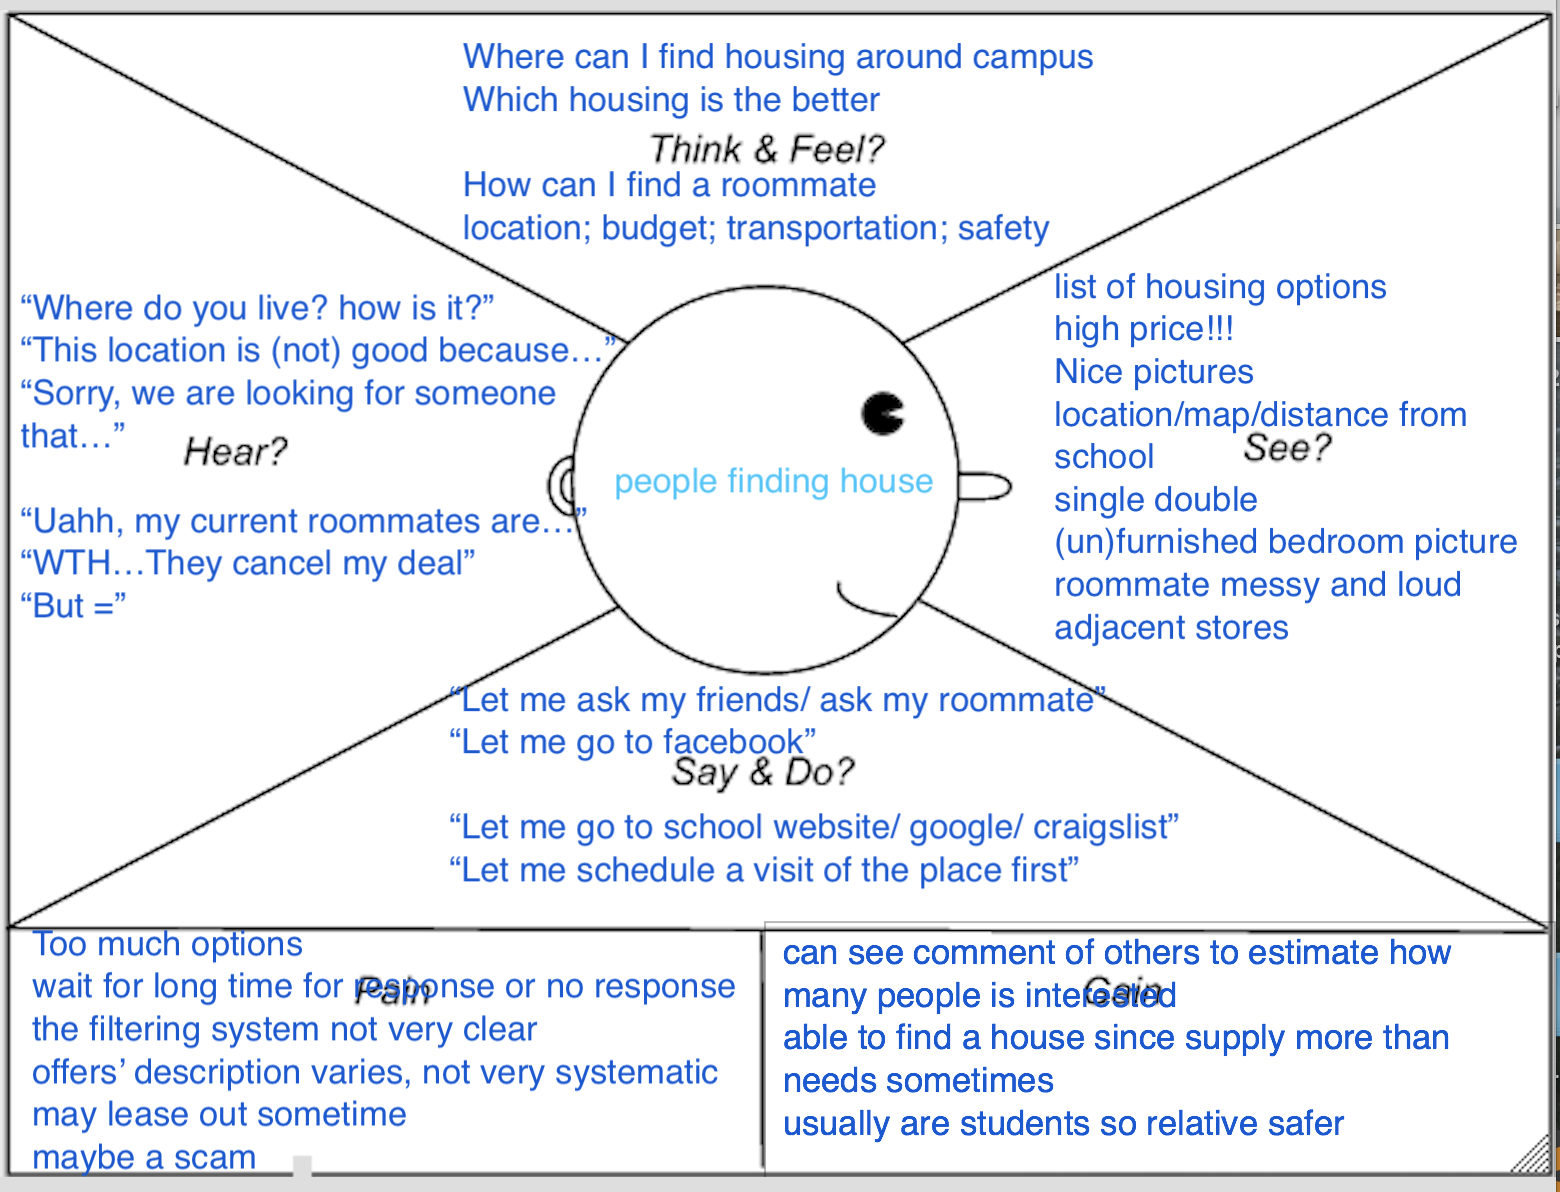 Where can I find housing around campus
Which housing is the better
Think & Feel?
How can I find a roommate
location; budget; transportation; safety
“Where do you live? how is it?”
“This location is (not) good because…”
“Sorry, we are looking for someone
that…”
Hear?
“Uahh, my current roommates are…”
“WTH…They cancel my deal”
“But =”
people finding house
list of housing options
high price!!!
Nice pictures
location/map/distance from
school
See?
single double
(un)furnished bedroom picture
roommate messy and loud
adjacent stores
“Let me ask my friends/ ask my roommate”
“Let me go to facebook”
Say & Do?
“Let me go to school website/ google/ craigslist”
“Let me schedule a visit of the place first”
Too much options
wait for long time for response or no response
Pain
the filtering system not very clear
offers’ description varies, not very systematic
may lease out sometime
maybe a scam
can see comment of others to estimate how
many people is interested
Gain
able to find a house since supply more than
needs sometimes
usually are students so relative safer